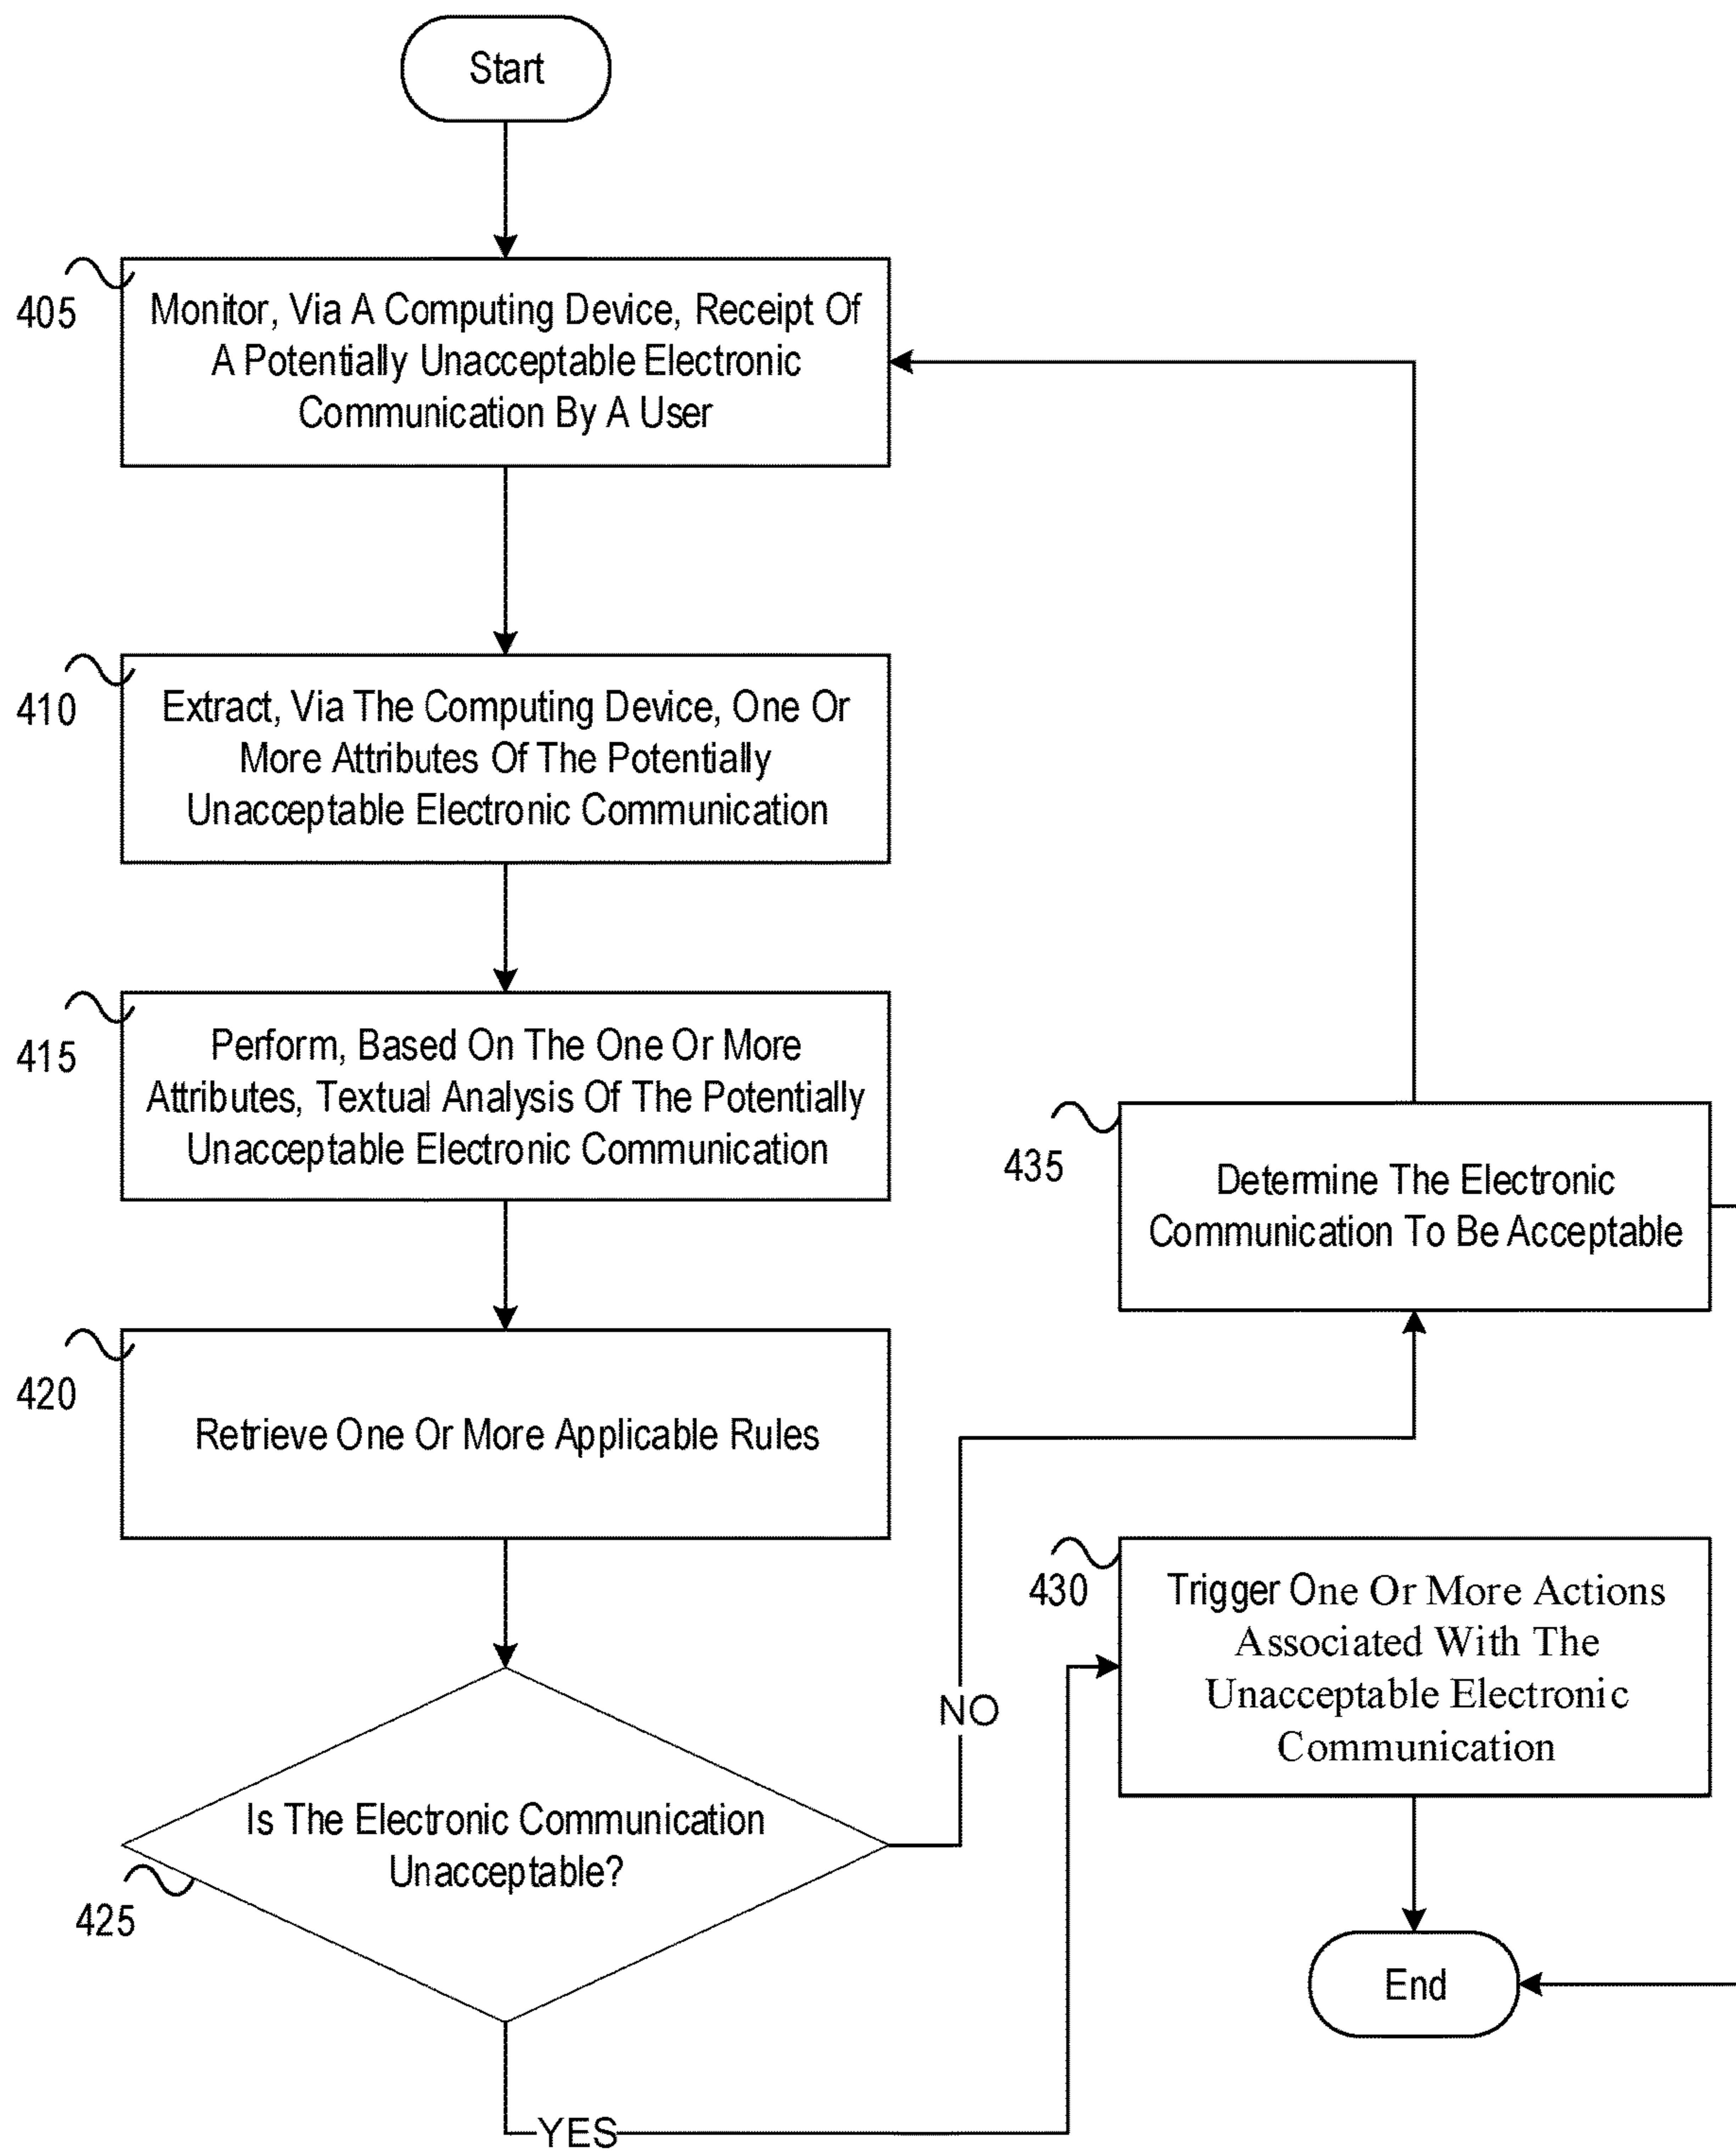 Start
405
Monitor, Via A Computing Device, Receipt Of
A Potentially Unacceptable Electronic
Communication By A User
410
Extract, Via The Computing Device, One Or
More Attributes Of The Potentially
Unacceptable Electronic Communication
415
Perform, Based On The One Or More
Attributes, Textual Analysis Of The Potentially
Unacceptable Electronic Communication
420
Retrieve One Or More Applicable Rules
425
Is The Electronic Communication
Unacceptable?
NO
YES
435
Determine The Electronic
Communication To Be Acceptable
430
Trigger One Or More Actions
Associated With The
Unacceptable Electronic
Communication
End